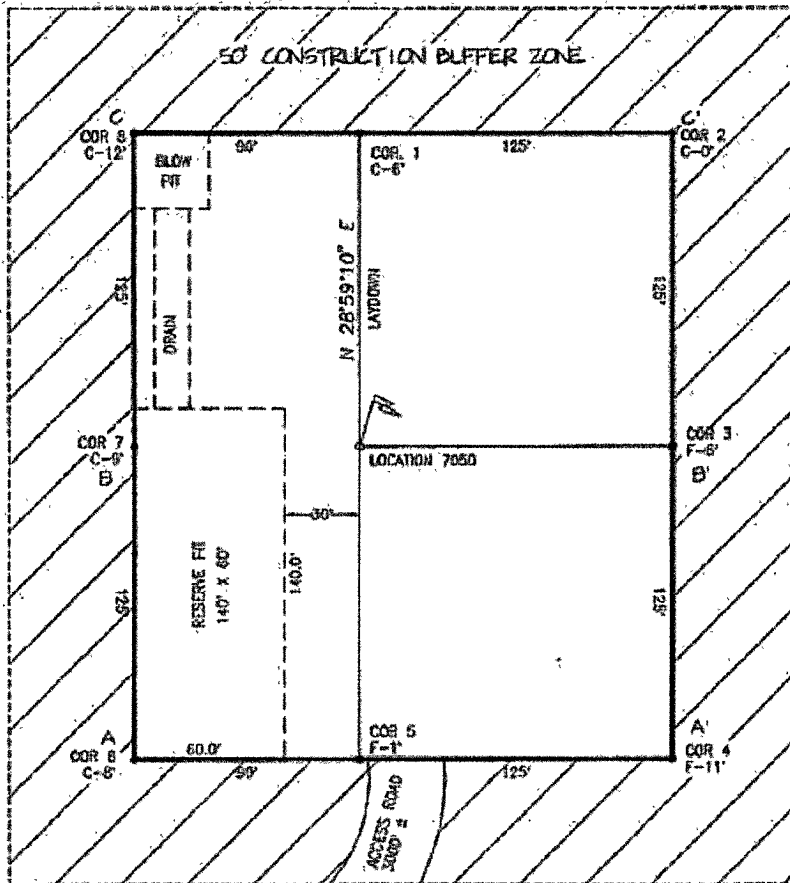 50' CONSTRUCTION BUFFER ZONE
C
COR 8
C-12'
90'
COR. 1
C-6'
125'
C'
COR 2
C-0'
BLOW
PIT
125'
DRAIN
N 28°59'10" E
LAYDOWN
125'
COR 7
C-9'
B
LOCATION 705D
COR 3
F-6'
B'
30'
RESERVE PIT
140' X 60'
140.0'
125'
125'
A
COR 6
C-8'
60.0'
90'
COR 5
F-1'
125'
A'
COR 4
F-11'
ACCESS ROAD
3000' ±